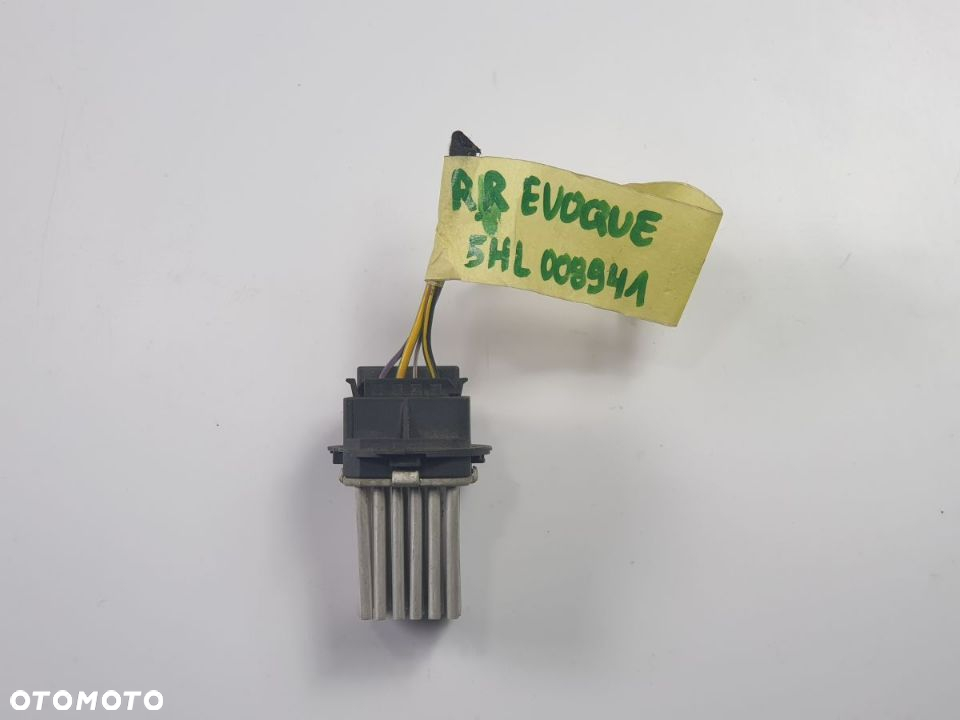 R.R EVOQUE
5HL 008941
OTOMOTO